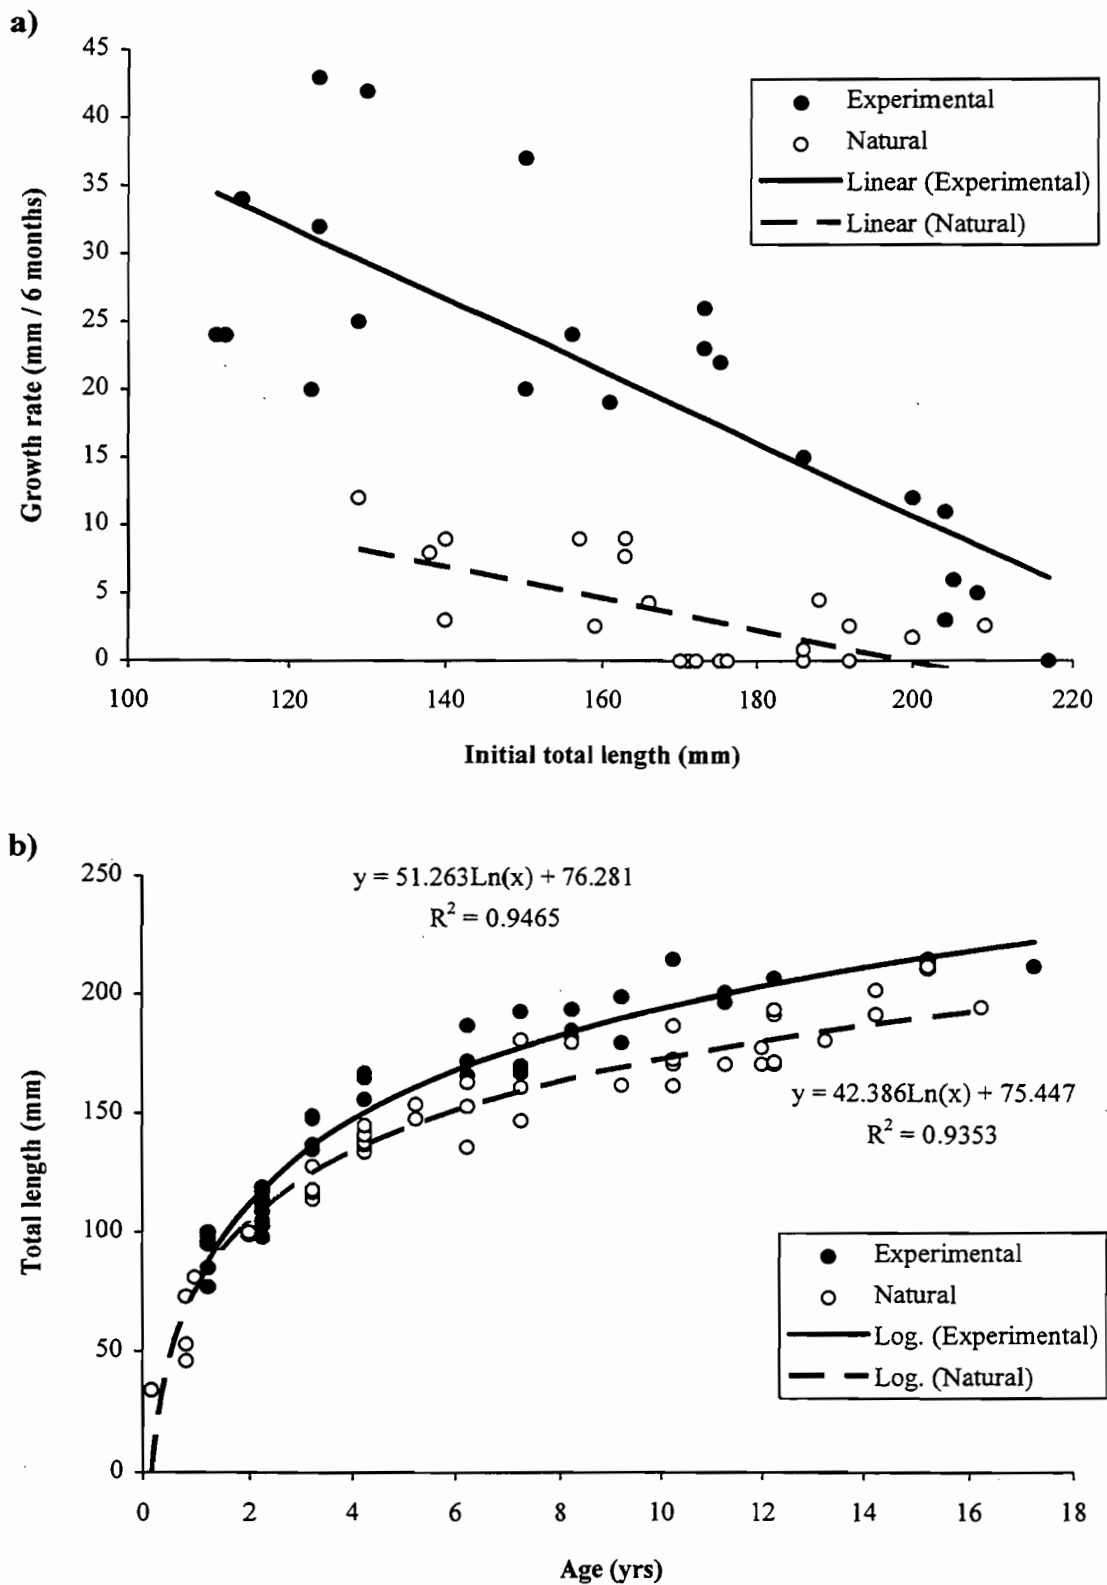 a)
45
40
35
30
25
20
15
10
5
0
Growth rate (mm / 6 months)
Experimental
Natural
Linear (Experimental)
Linear (Natural)
100 120 140 160 180 200 220
Initial total length (mm)
b)
250
200
150
100
50
0
Total length (mm)
y = 51.263Ln(x) + 76.281
R² = 0.9465
y = 42.386Ln(x) + 75.447
R² = 0.9353
Experimental
Natural
Log. (Experimental)
Log. (Natural)
0 2 4 6 8 10 12 14 16 18
Age (yrs)